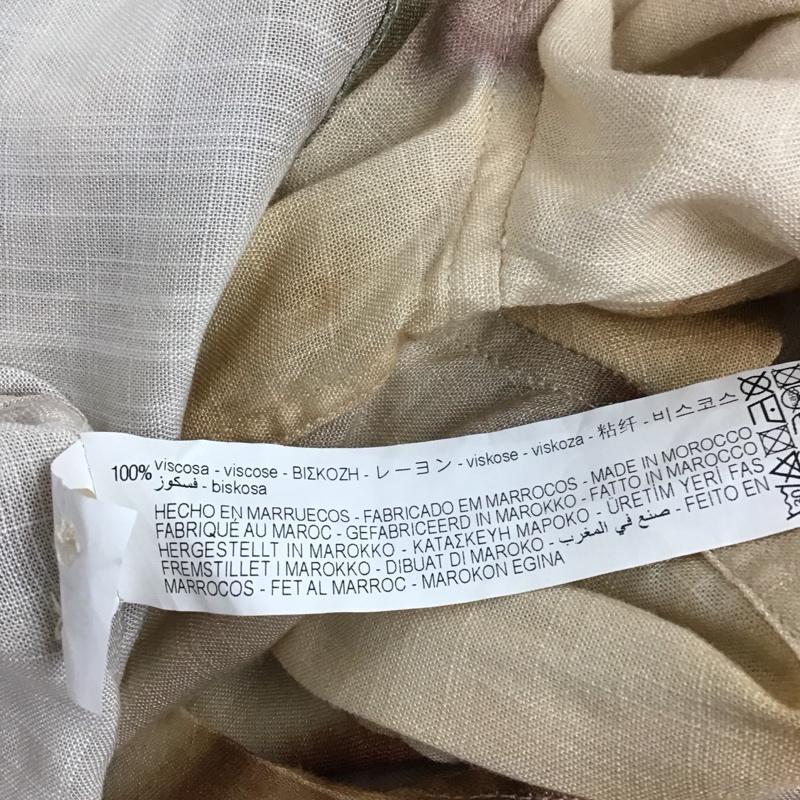 100% viscosa - viscose - ΒΙΣΚΟΖΗ - レーヨン - viskose - viskoza - 粘纤 - 비스코스
فسكوز - biskosa
HECHO EN MARRUECOS - FABRICADO EM MARROCOS - MADE IN MOROCCO
FABRIQUÉ AU MAROC - GEFABRICEERD IN MAROKKO - FATTO IN MAROCCO
HERGESTELLT IN MAROKKO - ΚΑΤΑΣΚΕΥΗ ΜΑΡΟΚΟ - ÜRETİM YERİ FAS
FREMSTILLET I MAROKKO - DIBUAT DI MAROKO - صنع في المغرب - FEITO EN
MARROCOS - FET AL MARROC - MAROKON EGINA